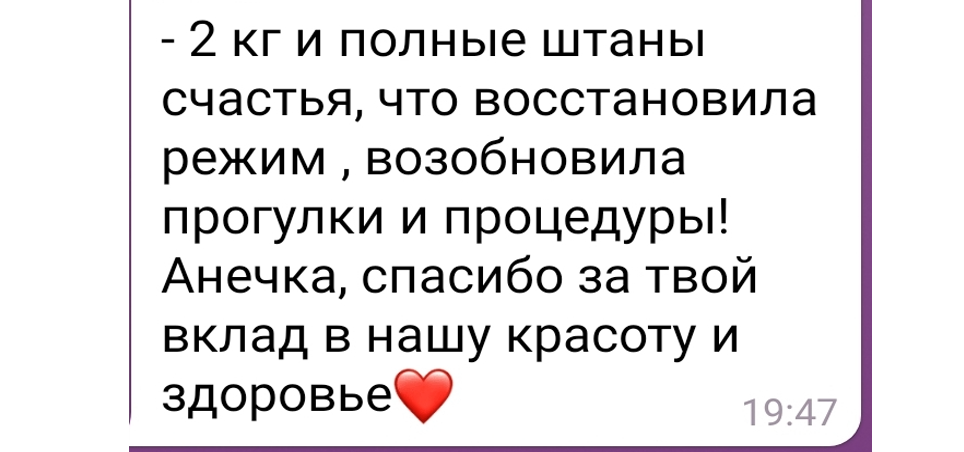 - 2 кг и полные штаны
счастья, что восстановила
режим , возобновила
прогулки и процедуры!
Анечка, спасибо за твой
вклад в нашу красоту и
здоровье❤️
19:47